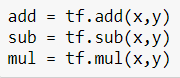 add = tf.add(x,y)
sub = tf.sub(x,y)
mul = tf.mul(x,y)